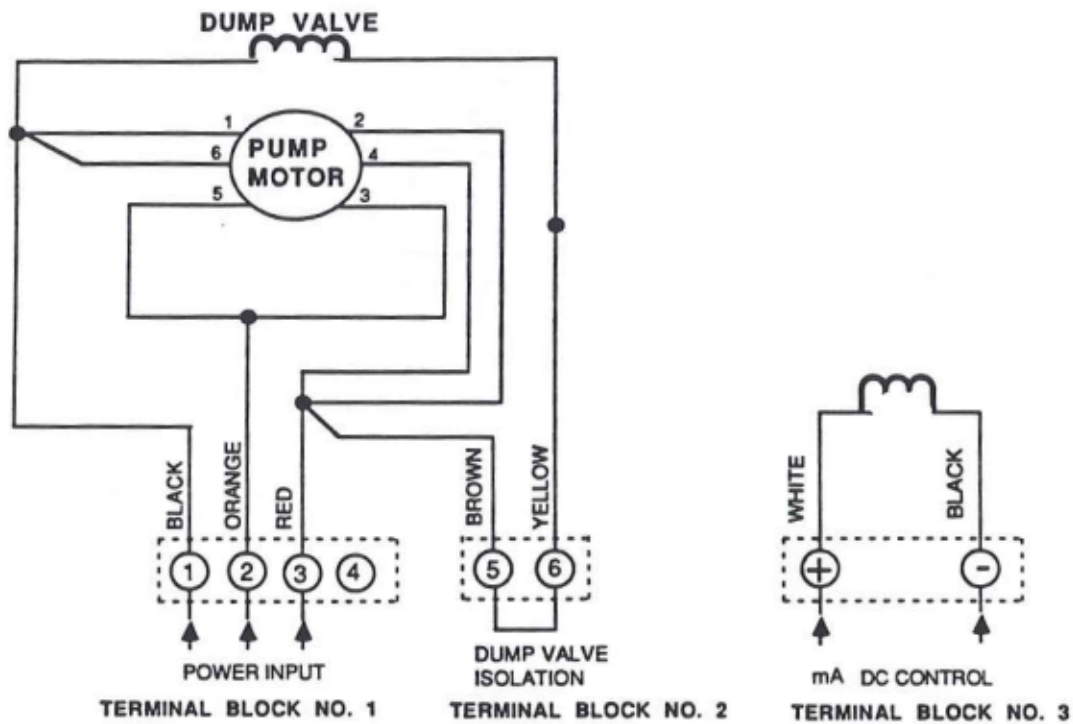 DUMP VALVE
1
2
PUMP
MOTOR
6
4
5
3
BLACK
ORANGE
RED
BROWN
YELLOW
WHITE
BLACK
1
2
3
4
5
6
+
-
POWER INPUT
DUMP VALVE
ISOLATION
mA DC CONTROL
TERMINAL BLOCK NO. 1
TERMINAL BLOCK NO. 2
TERMINAL BLOCK NO. 3